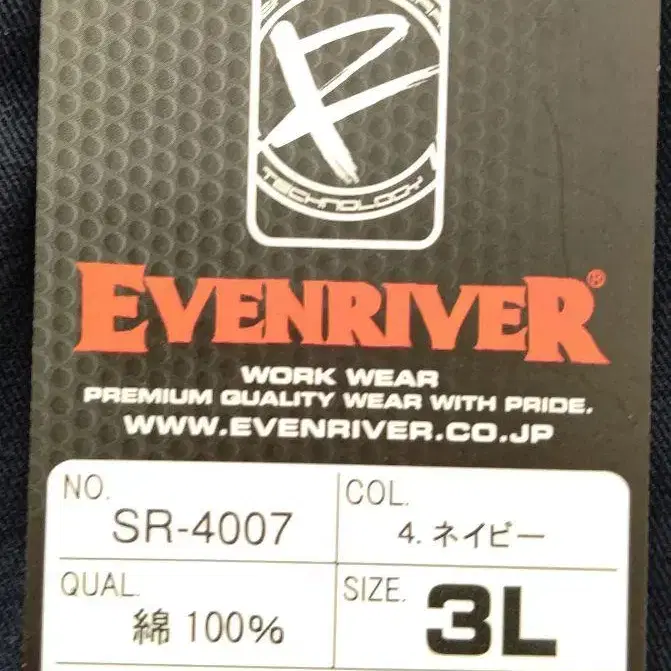 TECHNOLOGY
EVENRIVER®
WORK WEAR
PREMIUM QUALITY WEAR WITH PRIDE.
WWW.EVENRIVER.CO.JP
NO. SR-4007
COL. 4. ネイビー
QUAL. 綿 100%
SIZE. 3L